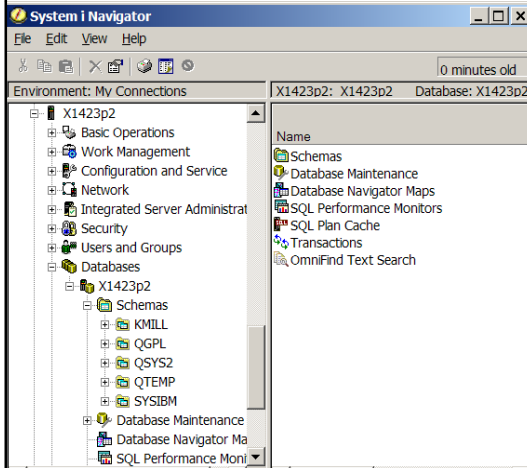 System i Navigator
File Edit View Help
0 minutes old
Environment: My Connections
X1423p2: X1423p2 Database: X1423p2
X1423p2
Basic Operations
Work Management
Configuration and Service
Network
Integrated Server Administrat
Security
Users and Groups
Databases
X1423p2
Schemas
KMILL
QGPL
QSYS2
QTEMP
SYSIBM
Database Maintenance
Database Navigator Ma
SQL Performance Moni
Name
Schemas
Database Maintenance
Database Navigator Maps
SQL Performance Monitors
SQL Plan Cache
Transactions
OmniFind Text Search